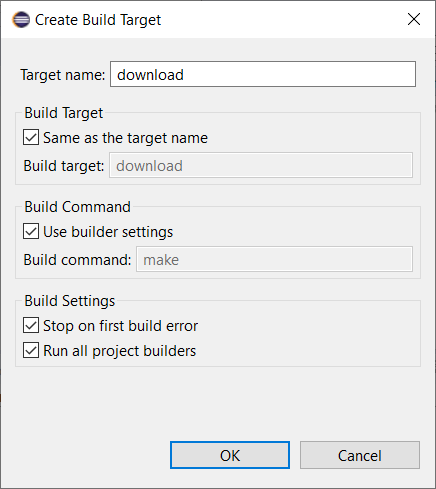 Create Build Target
Target name: download
Build Target
Same as the target name
Build target: download
Build Command
Use builder settings
Build command: make
Build Settings
Stop on first build error
Run all project builders
OK Cancel